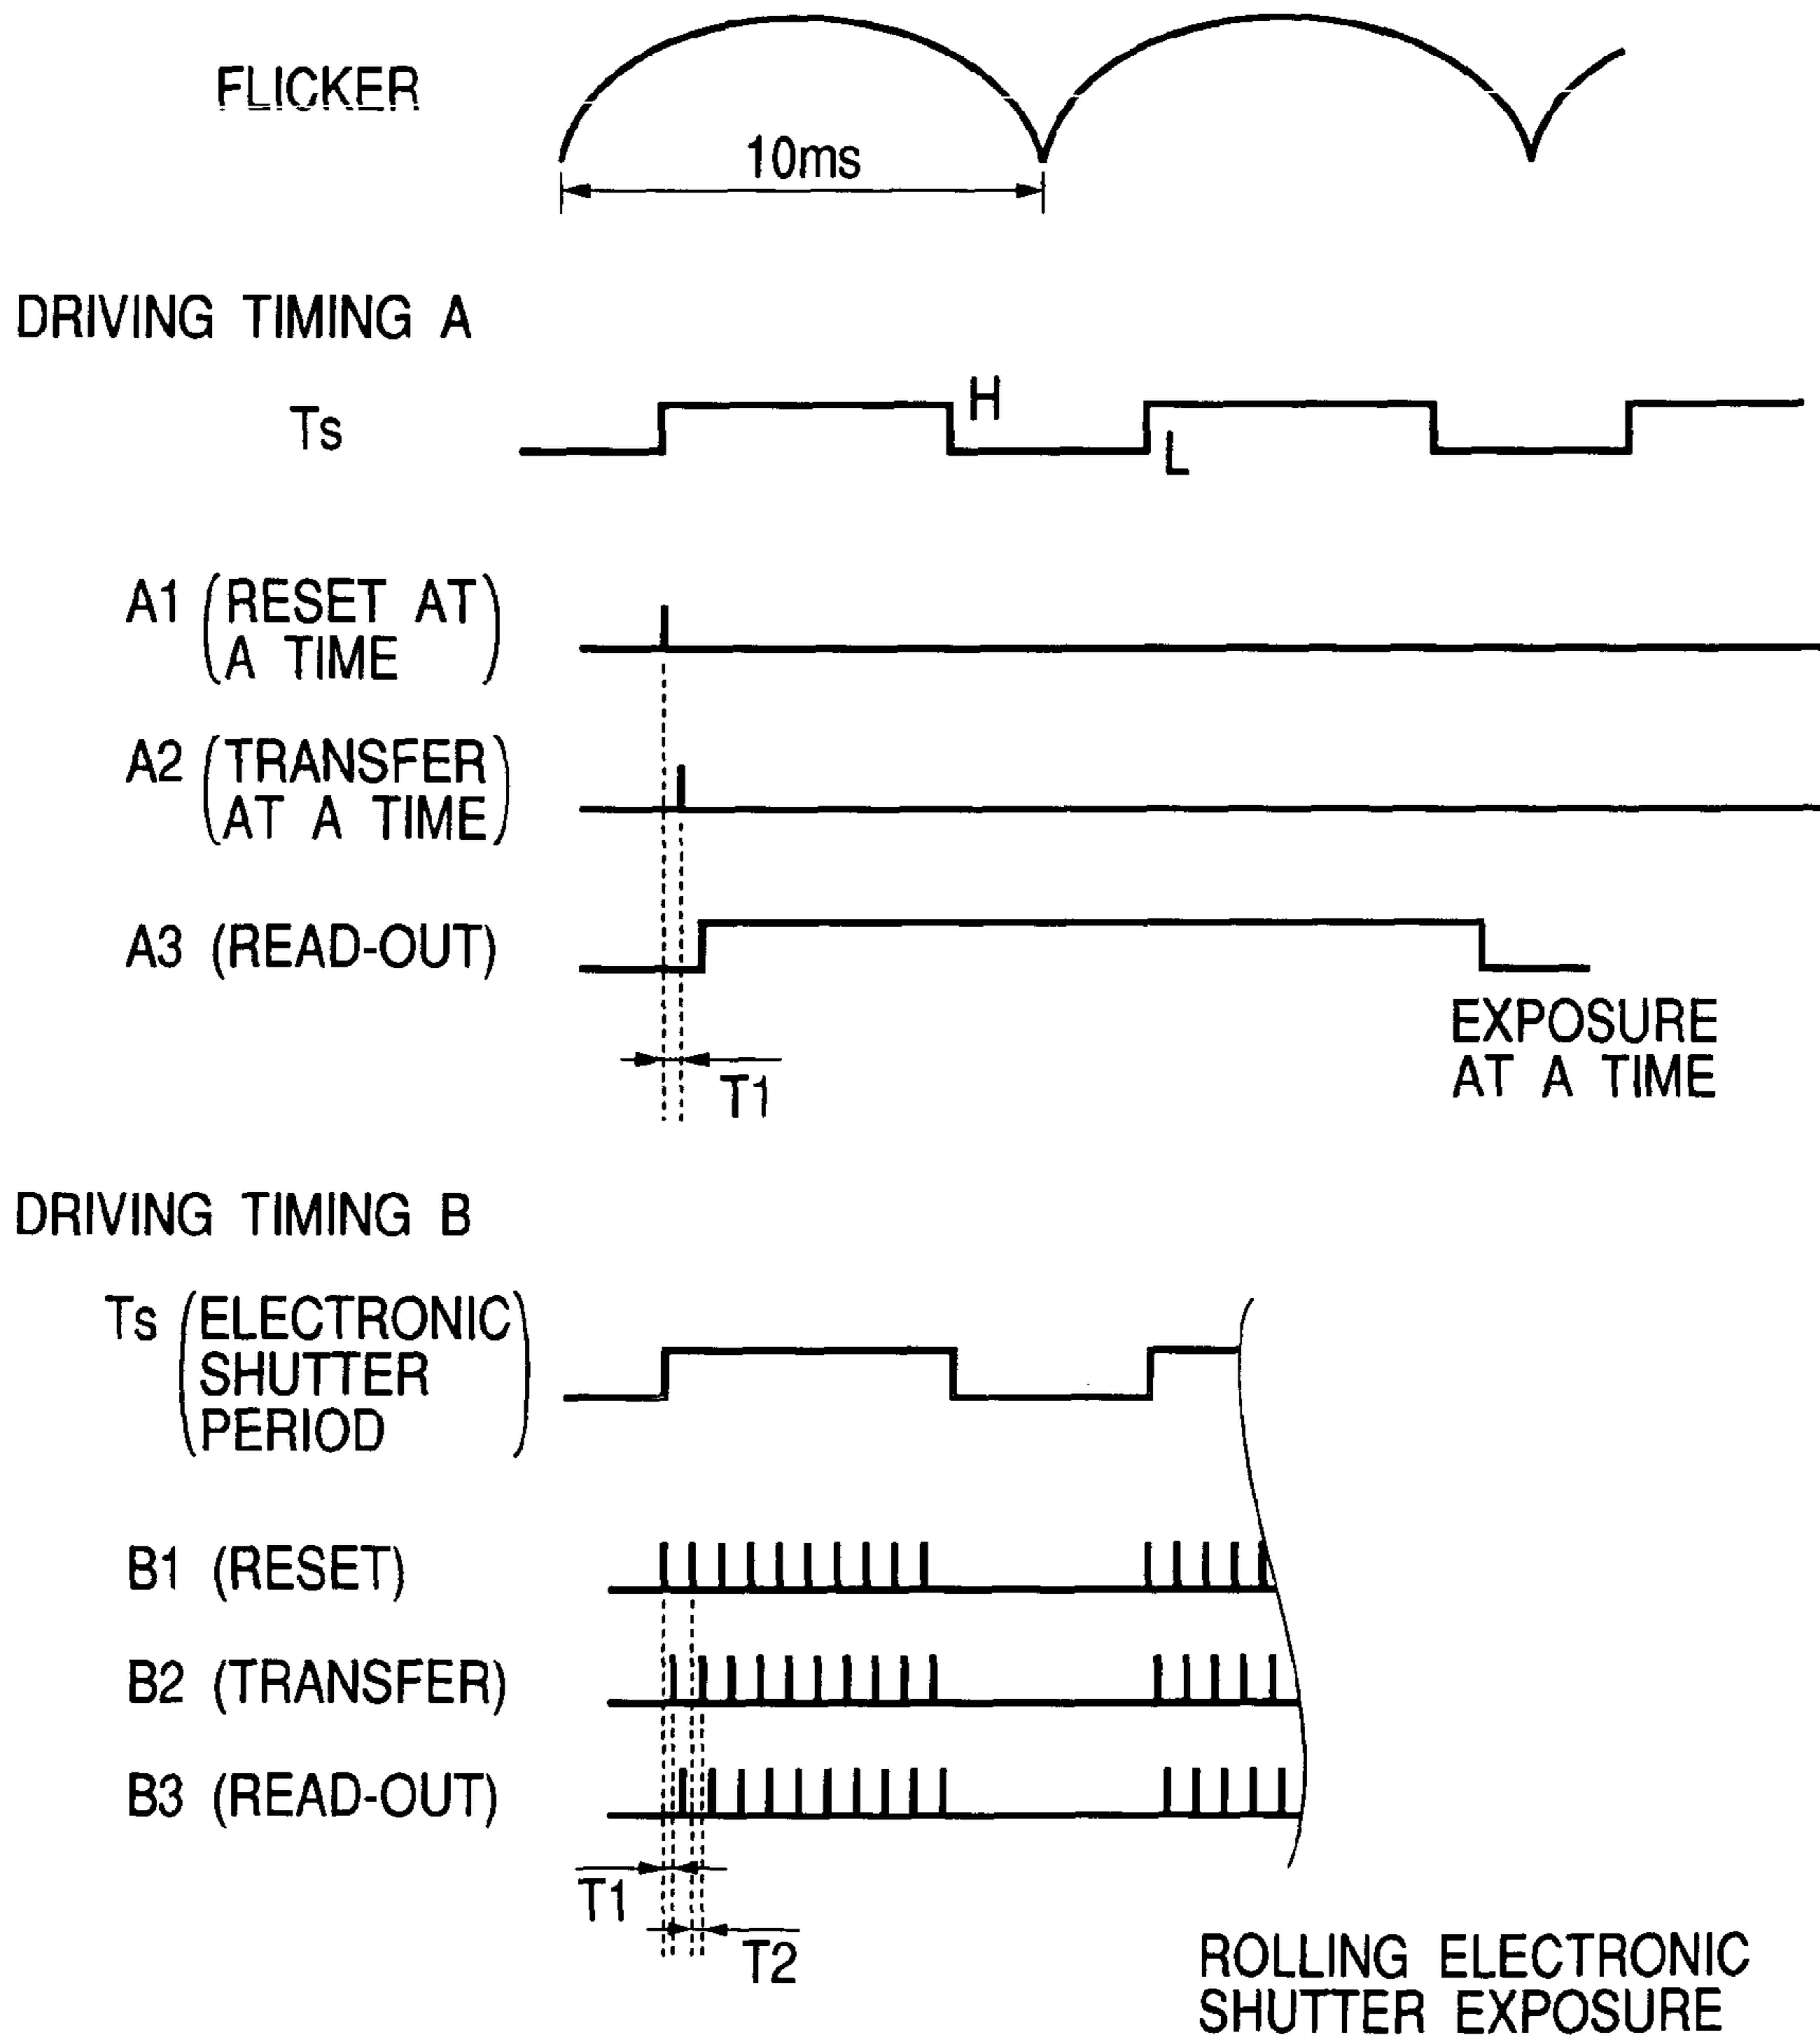 FLICKER
10ms
DRIVING TIMING A
Ts
H
L
A1 (RESET AT
A TIME)
A2 (TRANSFER
AT A TIME)
A3 (READ-OUT)
EXPOSURE
AT A TIME
T1
DRIVING TIMING B
Ts (ELECTRONIC
SHUTTER
PERIOD)
B1 (RESET)
B2 (TRANSFER)
B3 (READ-OUT)
T1
T2
ROLLING ELECTRONIC
SHUTTER EXPOSURE